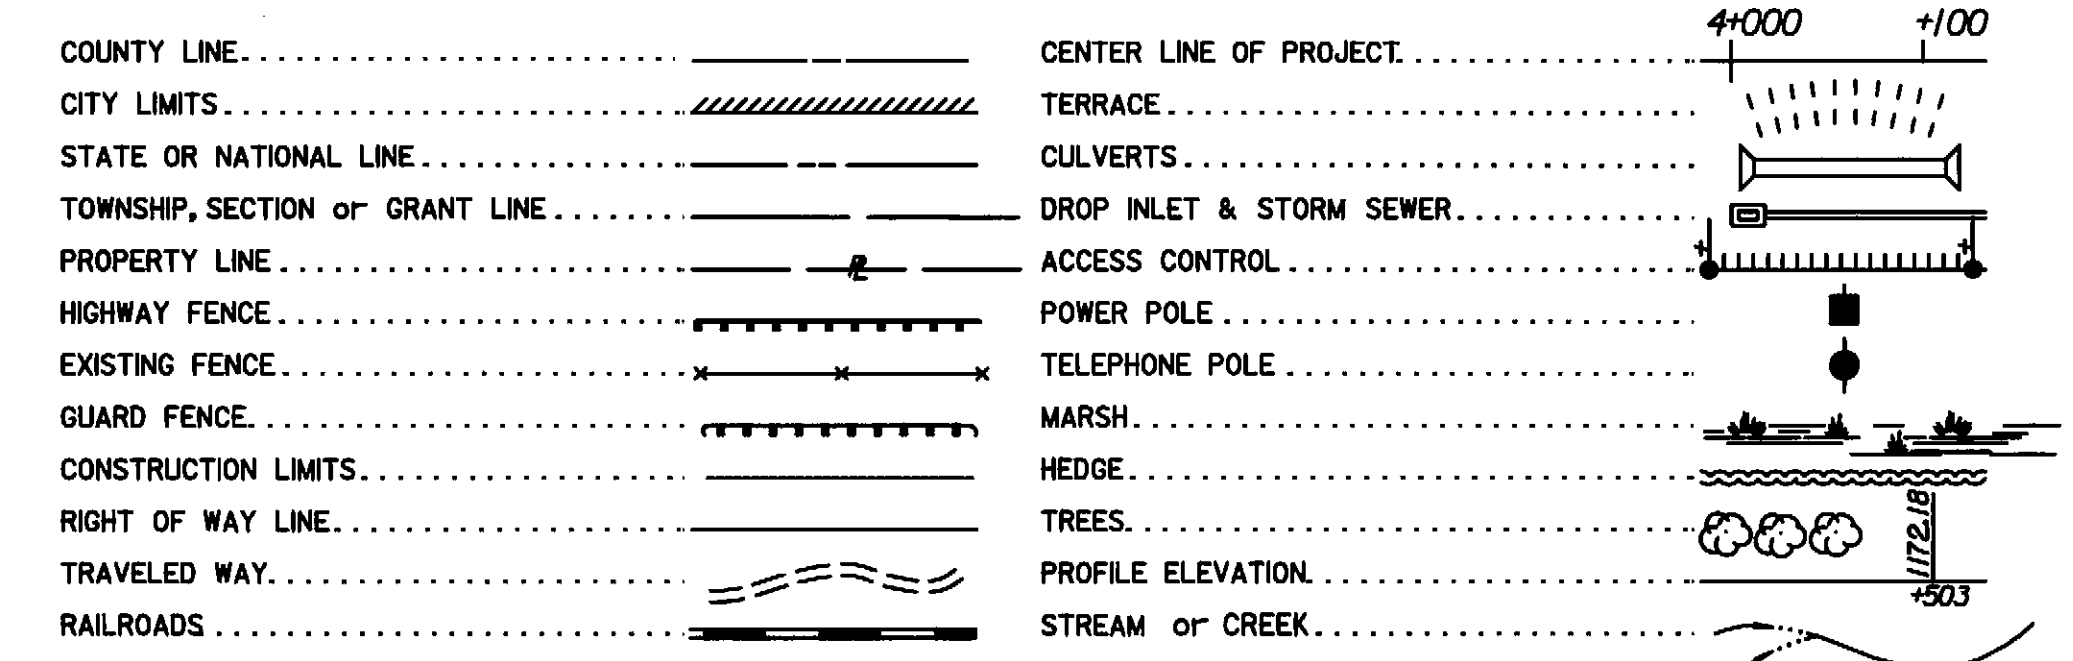 COUNTY LINE
CITY LIMITS
STATE OR NATIONAL LINE
TOWNSHIP, SECTION or GRANT LINE
PROPERTY LINE
PL
HIGHWAY FENCE
EXISTING FENCE
GUARD FENCE
CONSTRUCTION LIMITS
RIGHT OF WAY LINE
TRAVELED WAY
RAILROADS
4+000 +100
CENTER LINE OF PROJECT
TERRACE
CULVERTS
DROP INLET & STORM SEWER
ACCESS CONTROL
POWER POLE
TELEPHONE POLE
MARSH
HEDGE
TREES
1172.18
PROFILE ELEVATION
+503
STREAM or CREEK